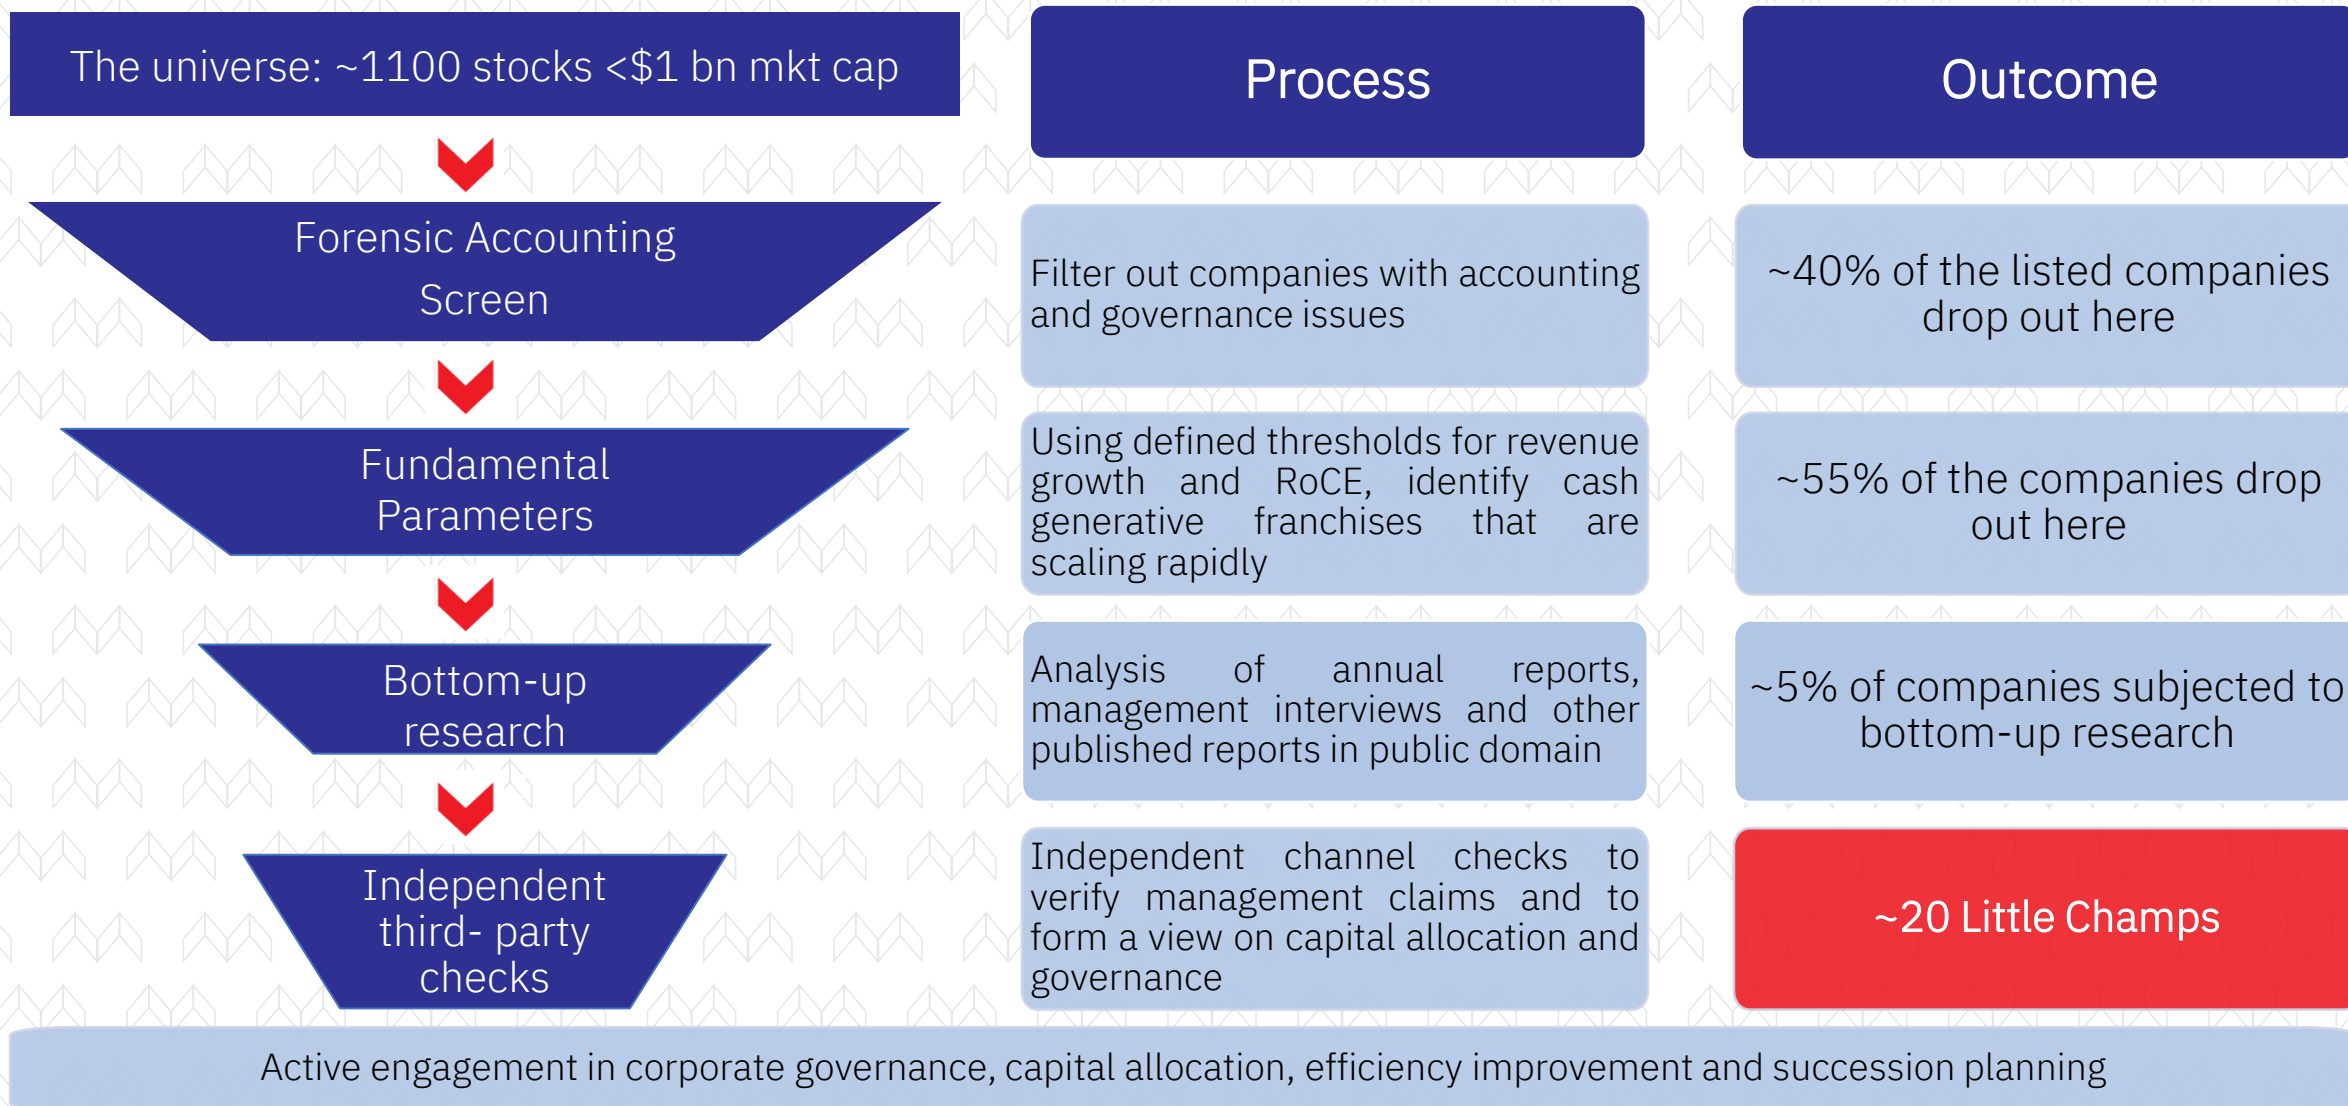 The universe: ~1100 stocks <$1 bn mkt cap
Process
Outcome
Forensic Accounting
Screen
Filter out companies with accounting
and governance issues
~40% of the listed companies
drop out here
Fundamental
Parameters
Using defined thresholds for revenue
growth and RoCE, identify cash
generative franchises that are
scaling rapidly
~55% of the companies drop
out here
Bottom-up
research
Analysis of annual reports,
management interviews and other
published reports in public domain
~5% of companies subjected to
bottom-up research
Independent
third- party
checks
Independent channel checks to
verify management claims and to
form a view on capital allocation and
governance
~20 Little Champs
Active engagement in corporate governance, capital allocation, efficiency improvement and succession planning